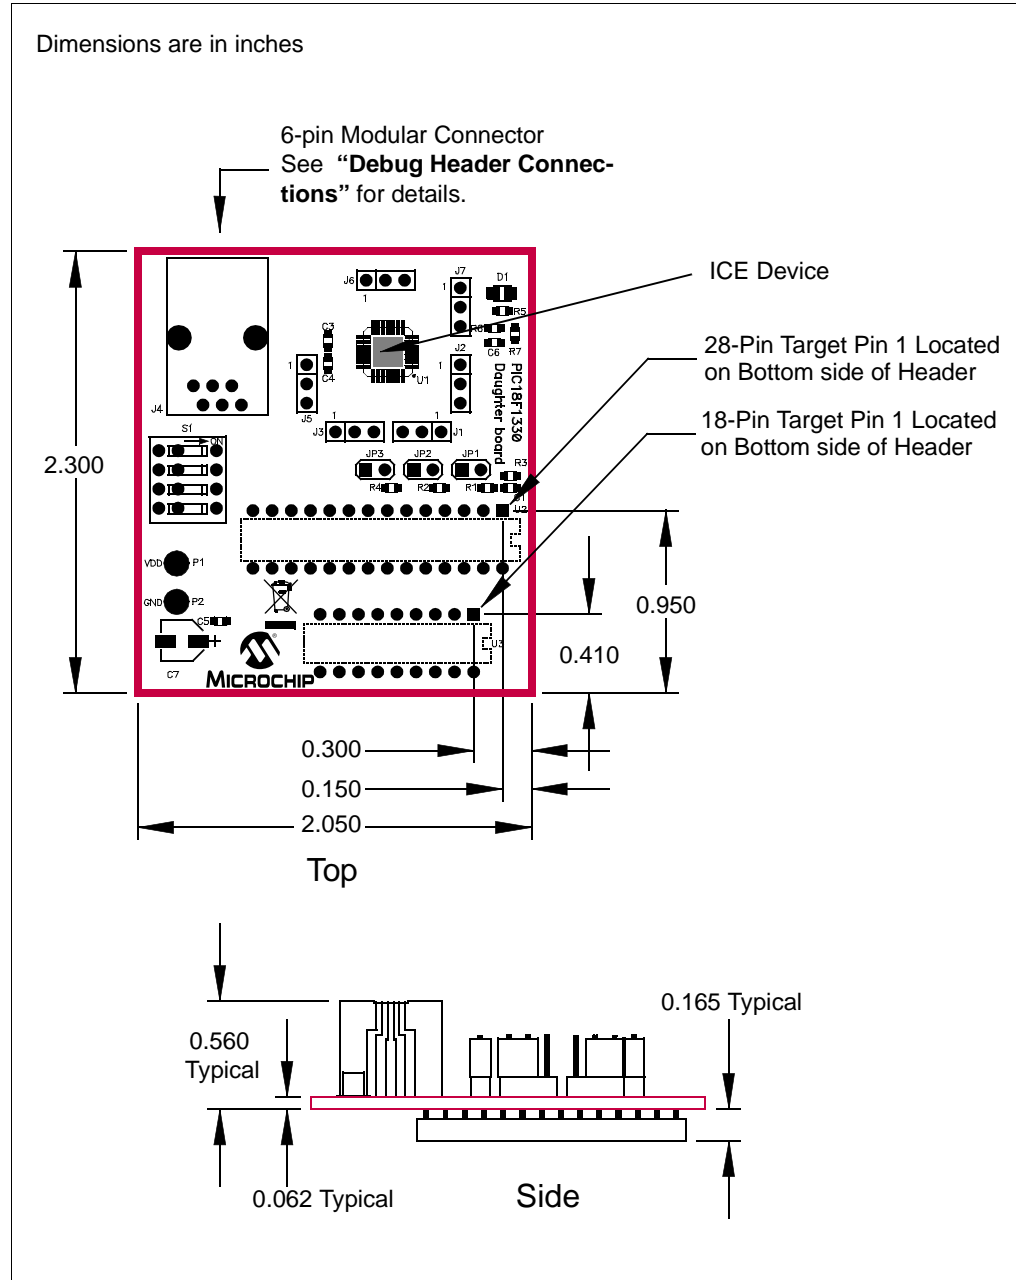 Dimensions are in inches
6-pin Modular Connector
See “Debug Header Connec-
tions” for details.
ICE Device
28-Pin Target Pin 1 Located
on Bottom side of Header
18-Pin Target Pin 1 Located
on Bottom side of Header
J6
1
J7
1
D1
R5
R6
C6
R7
C3
C4
U1
J2
1
1
J5
J4
PIC18F1330
Daughter board
S1
ON
J3
1
1
J1
JP3
JP2
JP1
R3
R4
R2
R1
U2
2.300
VDD
P1
GND
P2
C5
C7
U3
MICROCHIP
0.950
0.410
0.300
0.150
2.050
Top
0.560
Typical
0.165 Typical
0.062 Typical
Side